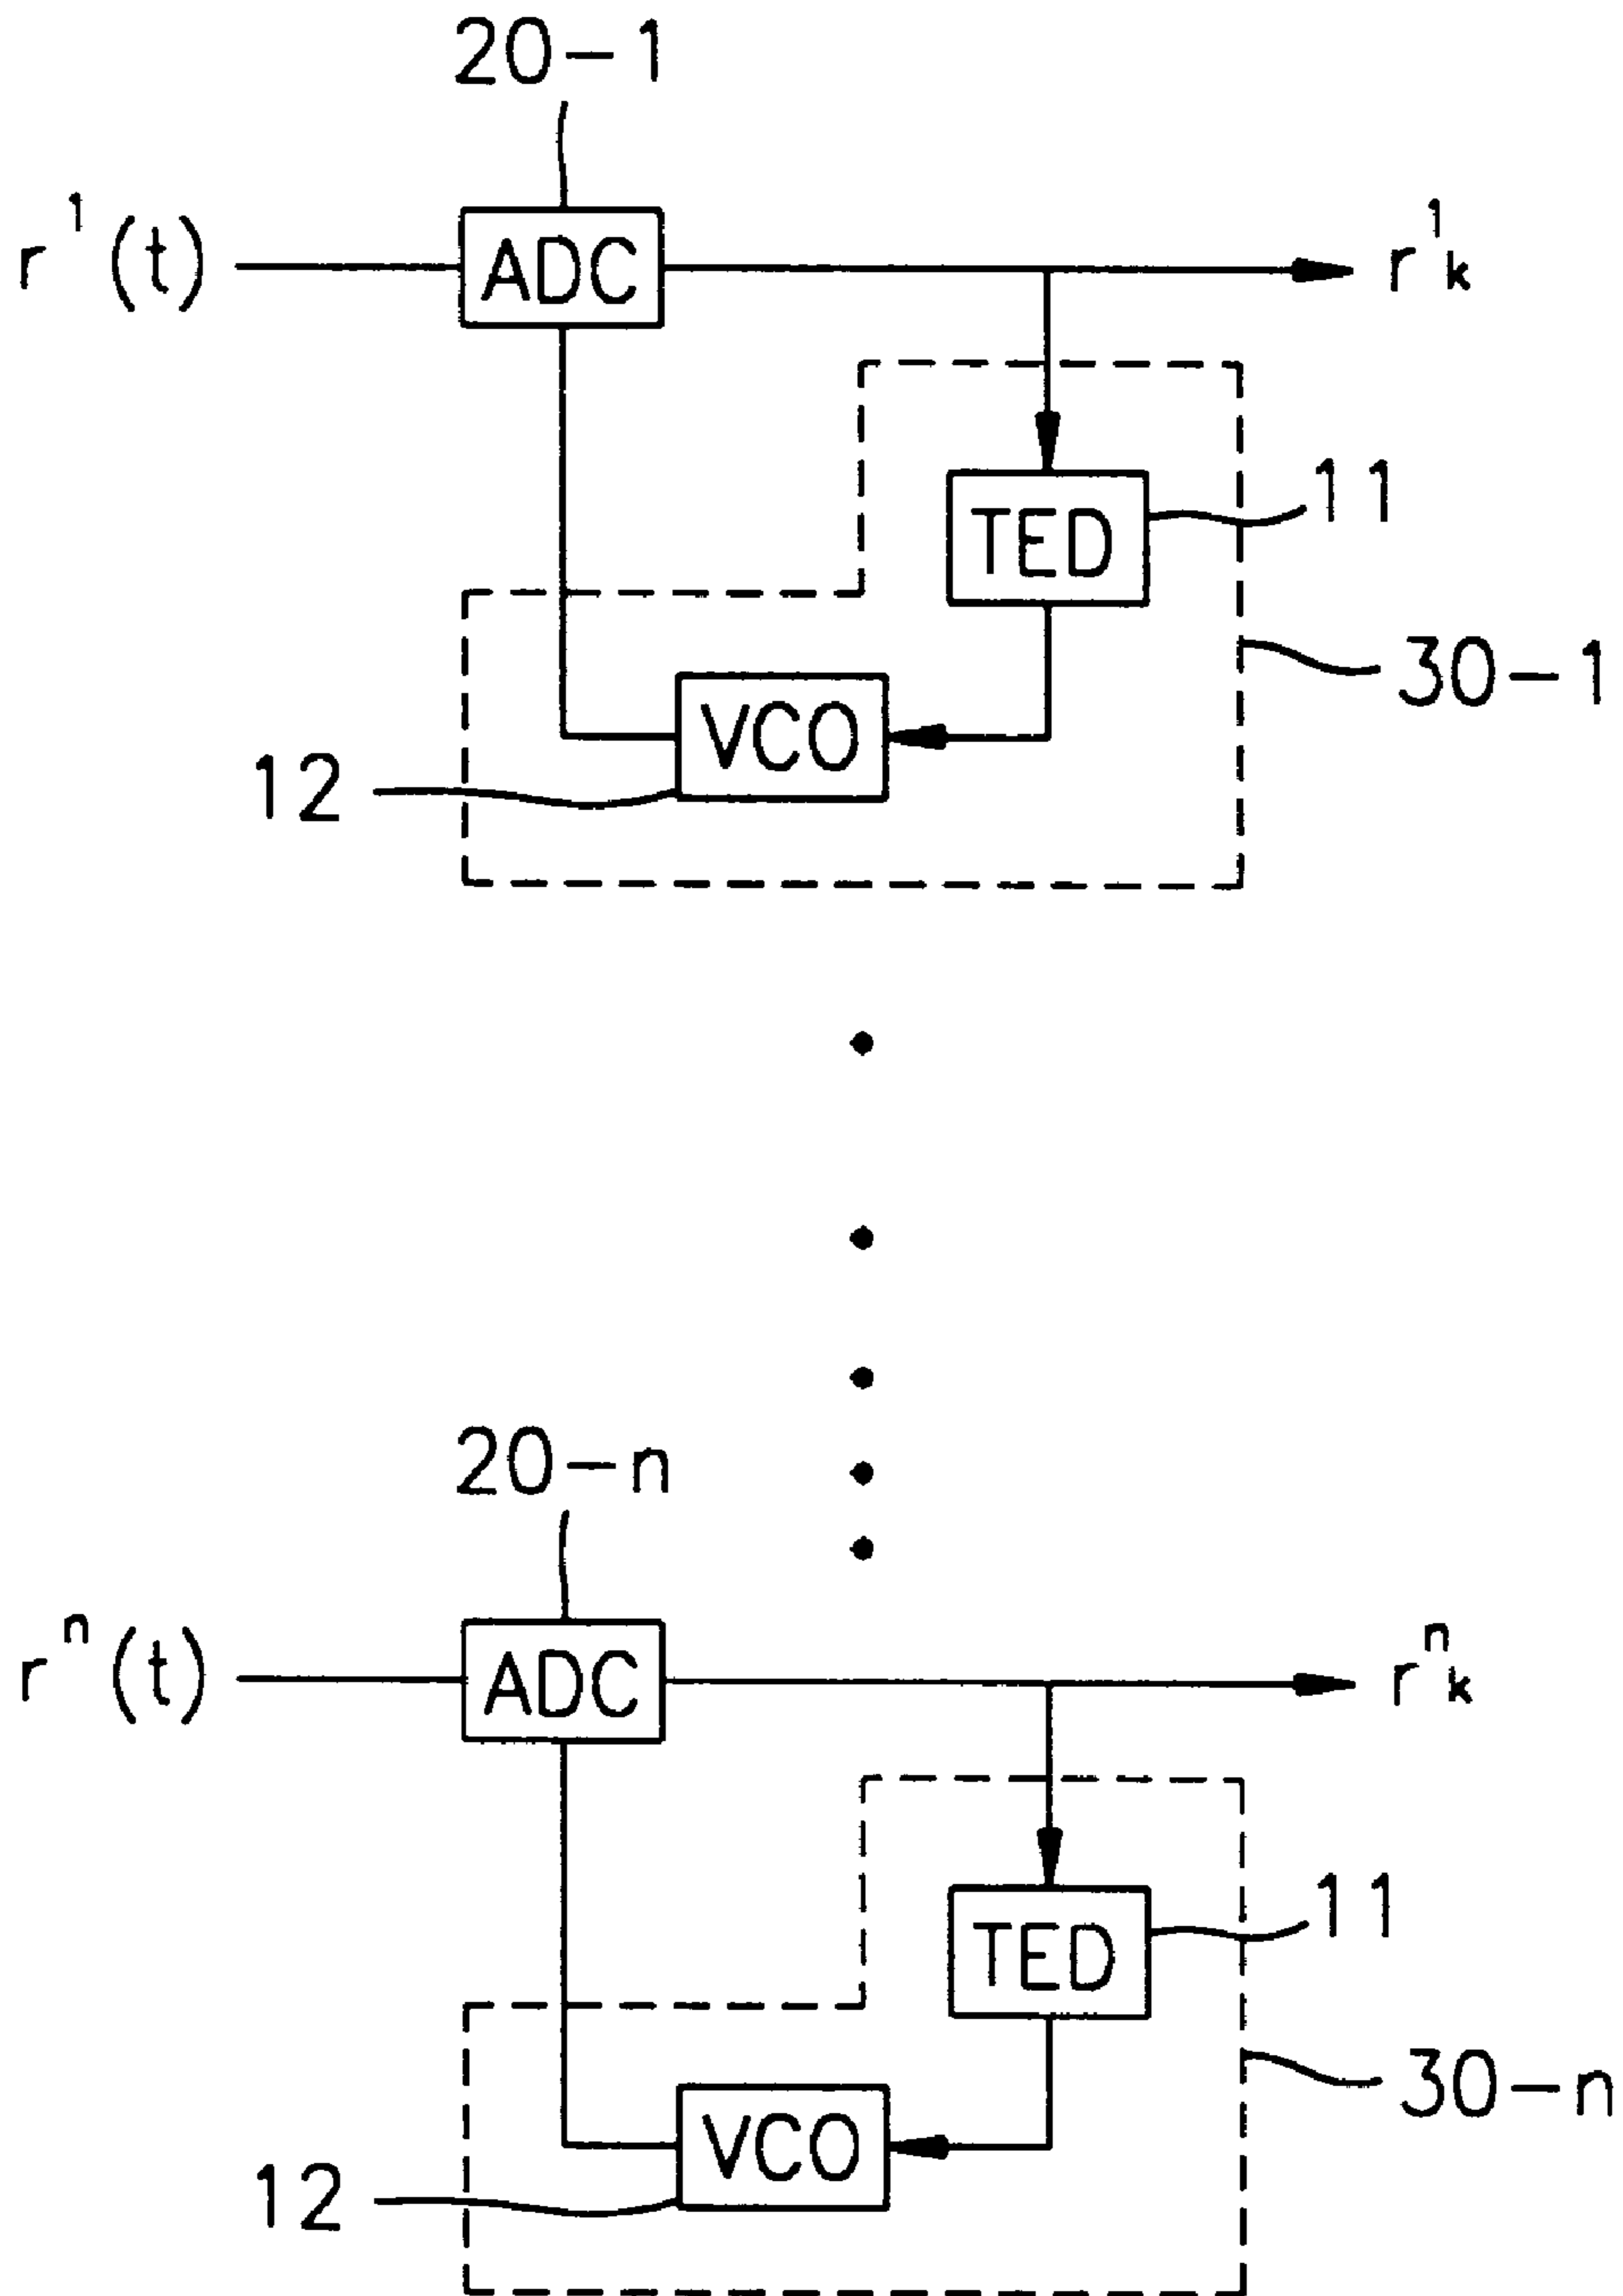 20-1
r¹(t)
ADC
r¹ₖ
TED
11
30-1
VCO
12
20-n
rⁿ(t)
ADC
rⁿₖ
TED
11
30-n
VCO
12